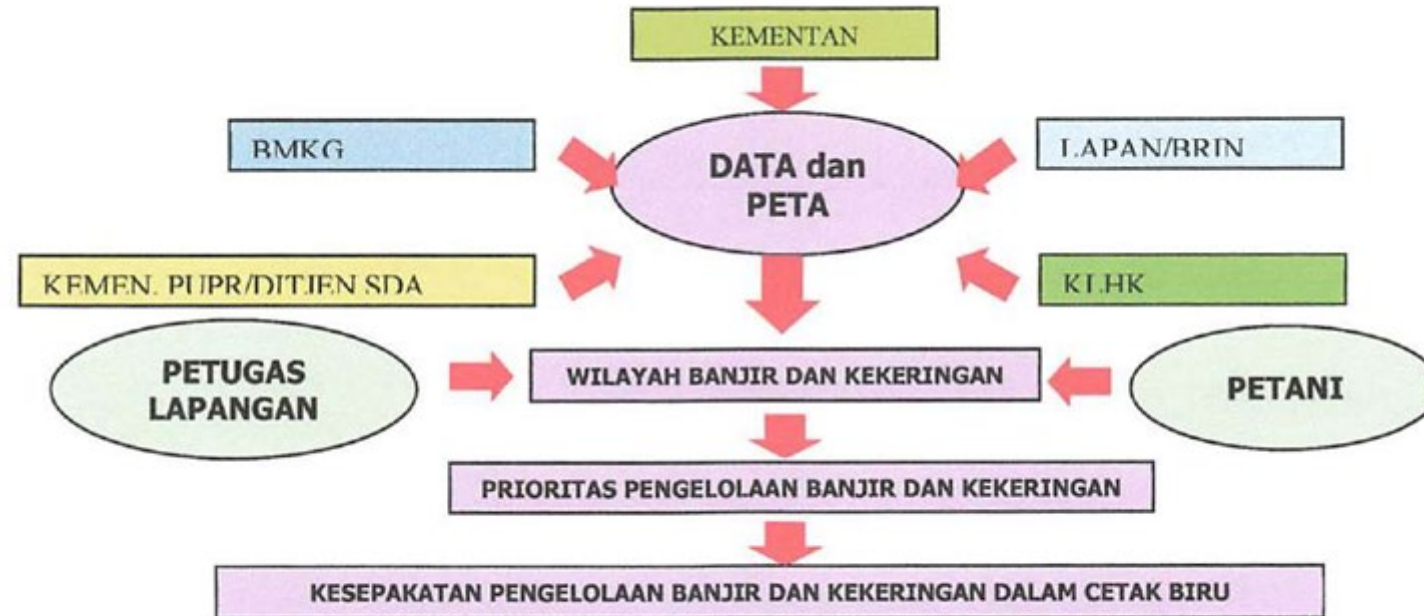 KEMENTAN
BMKG
DATA dan
PETA
LAPAN/BRIN
KEMEN. PUPR/DITJEN SDA
KLHK
PETUGAS
LAPANGAN
WILAYAH BANJIR DAN KEKERINGAN
PETANI
PRIORITAS PENGELOLAAN BANJIR DAN KEKERINGAN
KESEPAKATAN PENGELOLAAN BANJIR DAN KEKERINGAN DALAM CETAK BIRU